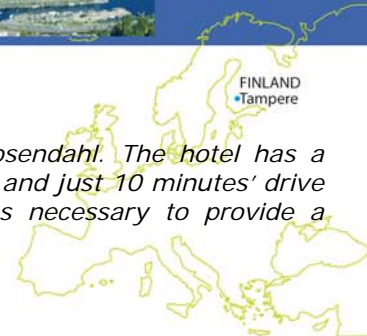 FINLAND
Tampere
osendahl. The hotel has a
and just 10 minutes' drive
s necessary to provide a